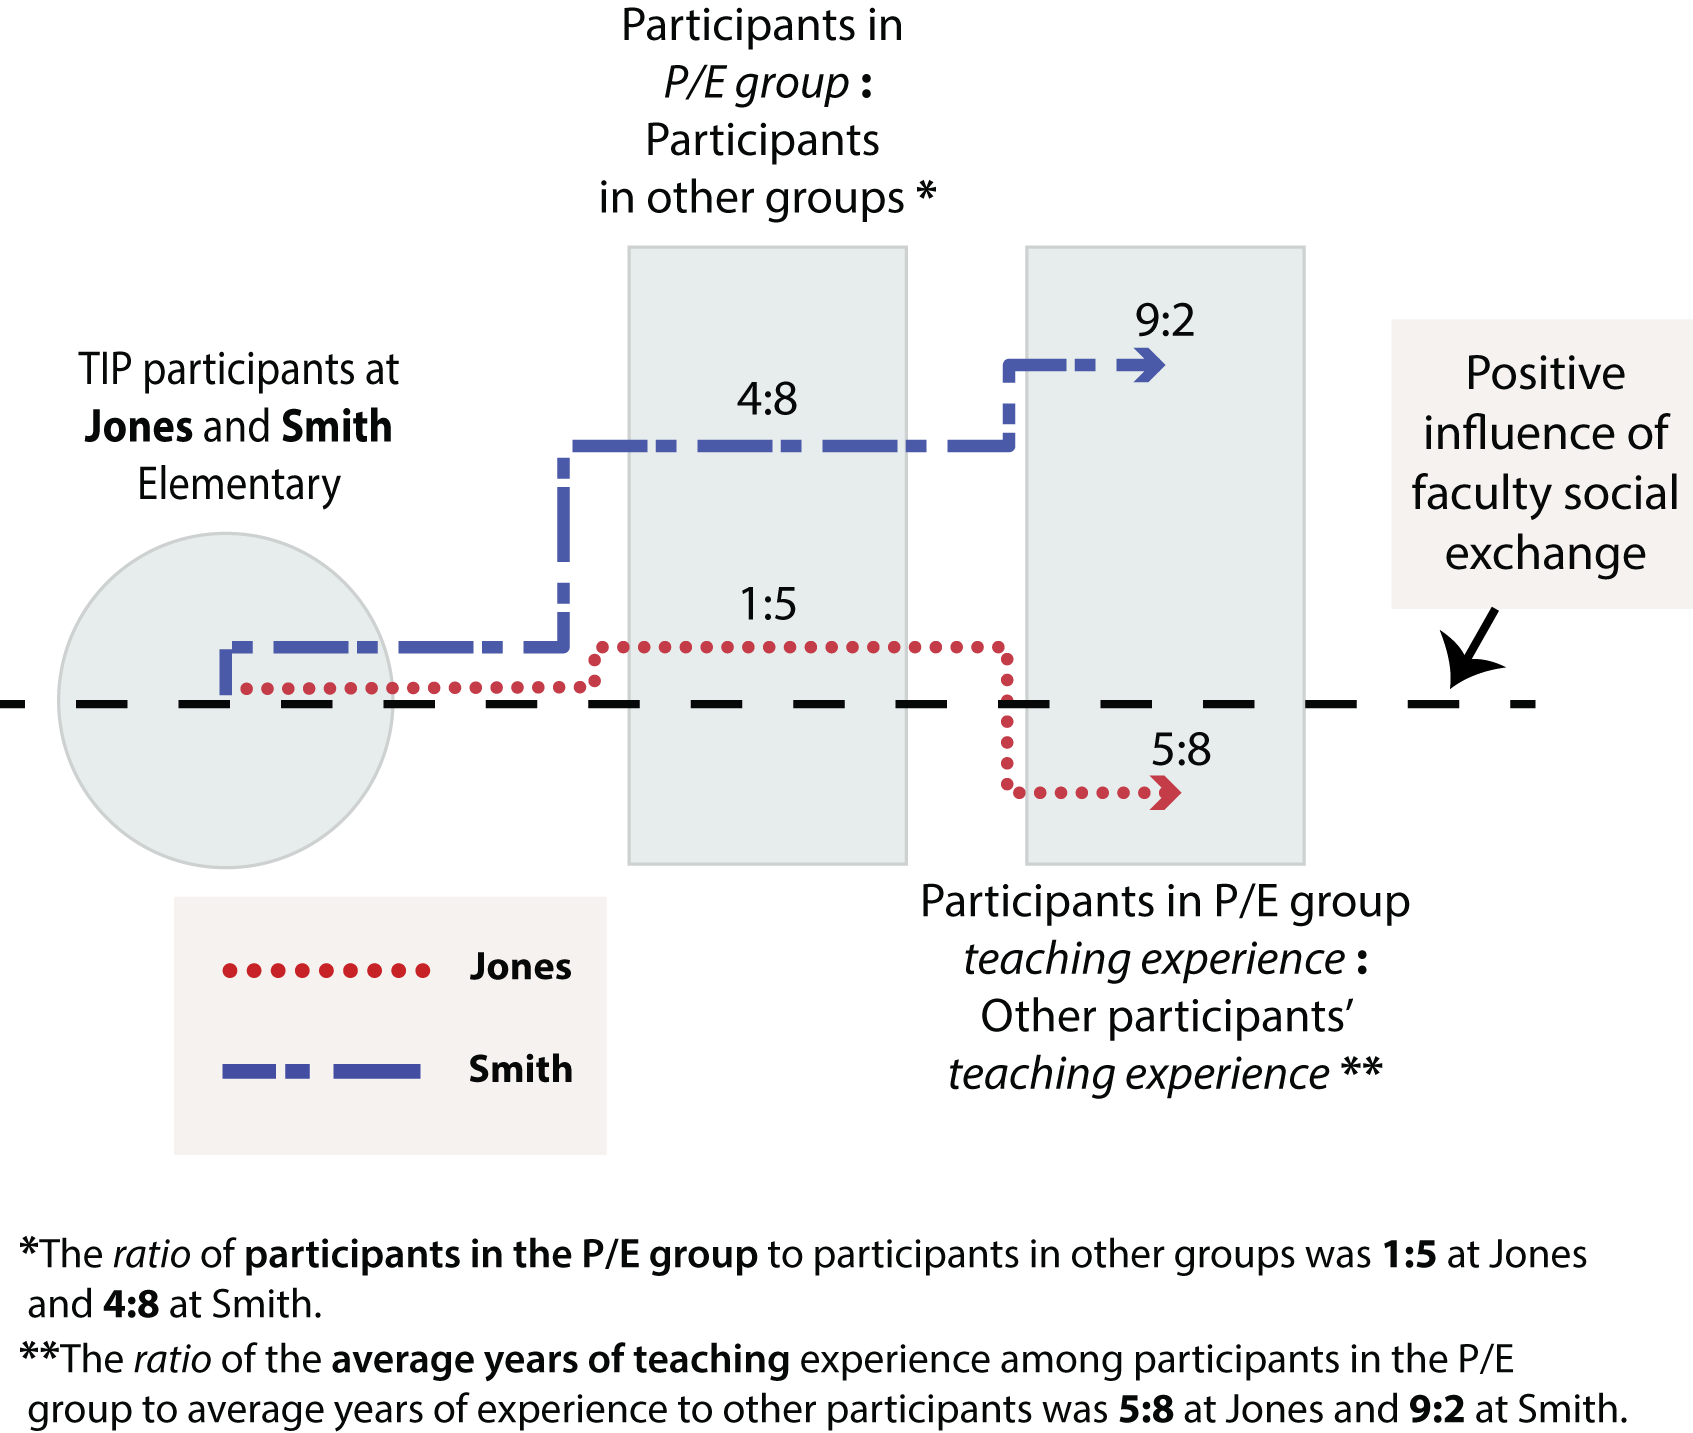 Participants in
P/E group :
Participants
in other groups *
TIP participants at
Jones and Smith
Elementary
4:8
1:5
9:2
5:8
Positive
influence of
faculty social
exchange
Participants in P/E group
teaching experience :
Other participants’
teaching experience **
Jones
Smith
*The ratio of participants in the P/E group to participants in other groups was 1:5 at Jones
and 4:8 at Smith.
**The ratio of the average years of teaching experience among participants in the P/E
group to average years of experience to other participants was 5:8 at Jones and 9:2 at Smith.